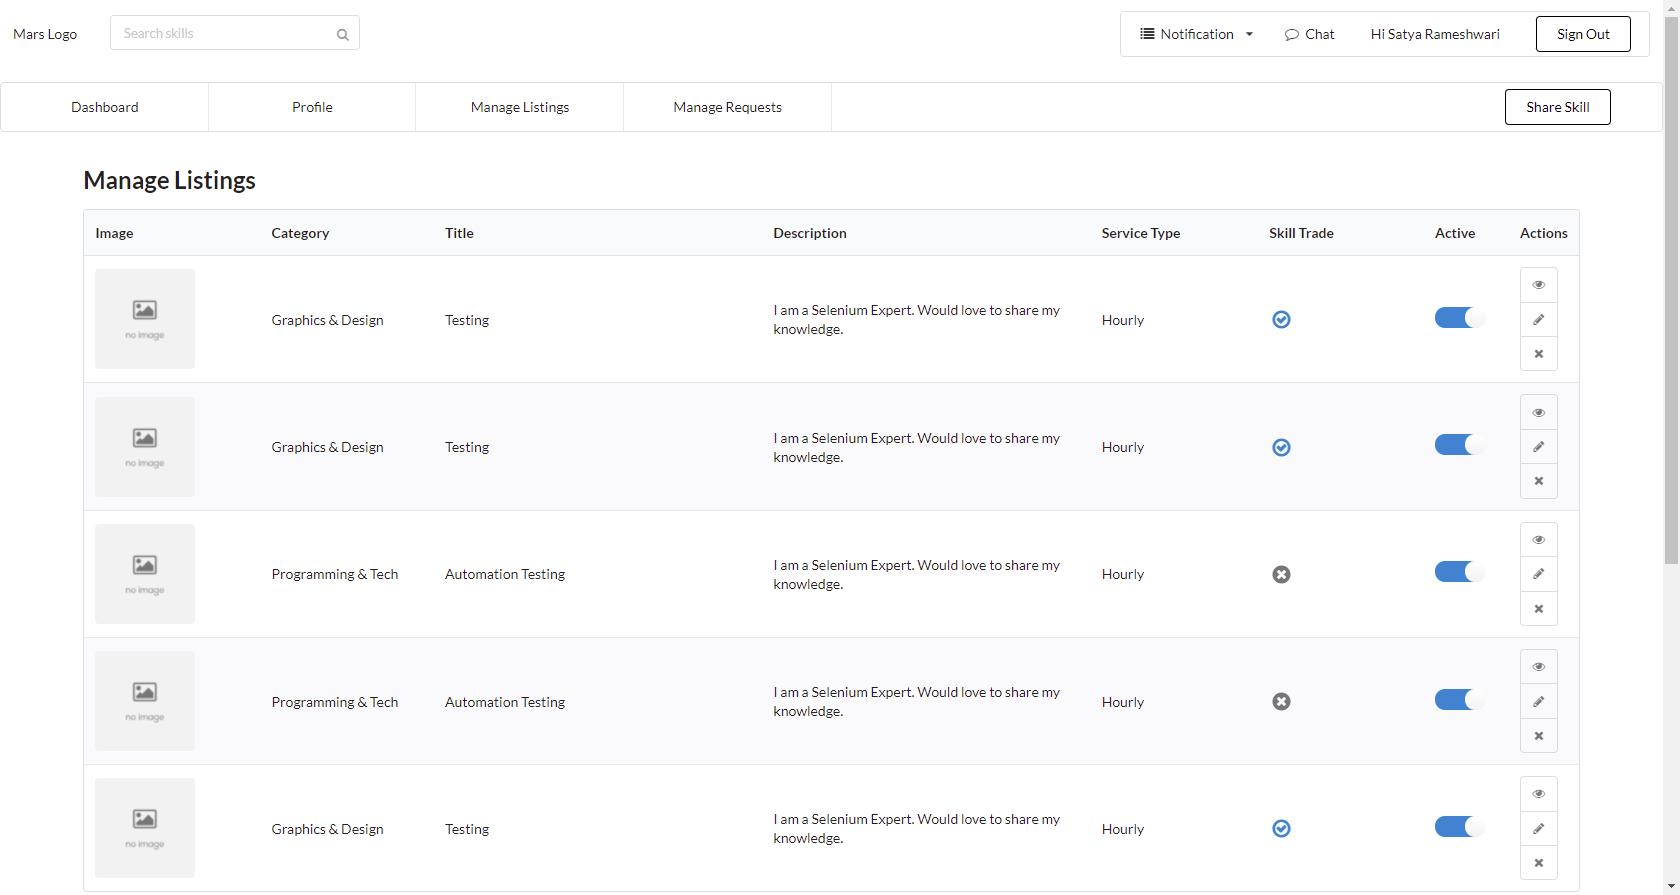 Mars Logo
Search skills
Notification
Chat
Hi Satya Rameshwari
Sign Out
Dashboard
Profile
Manage Listings
Manage Requests
Share Skill
Manage Listings
Image Category Title Description Service Type Skill Trade Active Actions
no image
Graphics & Design
Testing
I am a Selenium Expert. Would love to share my
knowledge.
Hourly
no image
Graphics & Design
Testing
I am a Selenium Expert. Would love to share my
knowledge.
Hourly
no image
Programming & Tech
Automation Testing
I am a Selenium Expert. Would love to share my
knowledge.
Hourly
no image
Programming & Tech
Automation Testing
I am a Selenium Expert. Would love to share my
knowledge.
Hourly
no image
Graphics & Design
Testing
I am a Selenium Expert. Would love to share my
knowledge.
Hourly